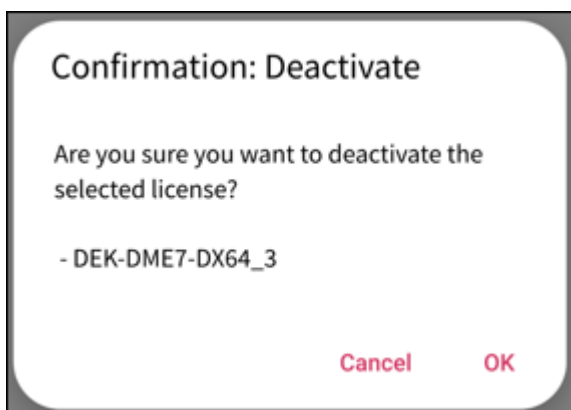 Confirmation: Deactivate
Are you sure you want to deactivate the
selected license?
- DEK-DME7-DX64_3
Cancel OK